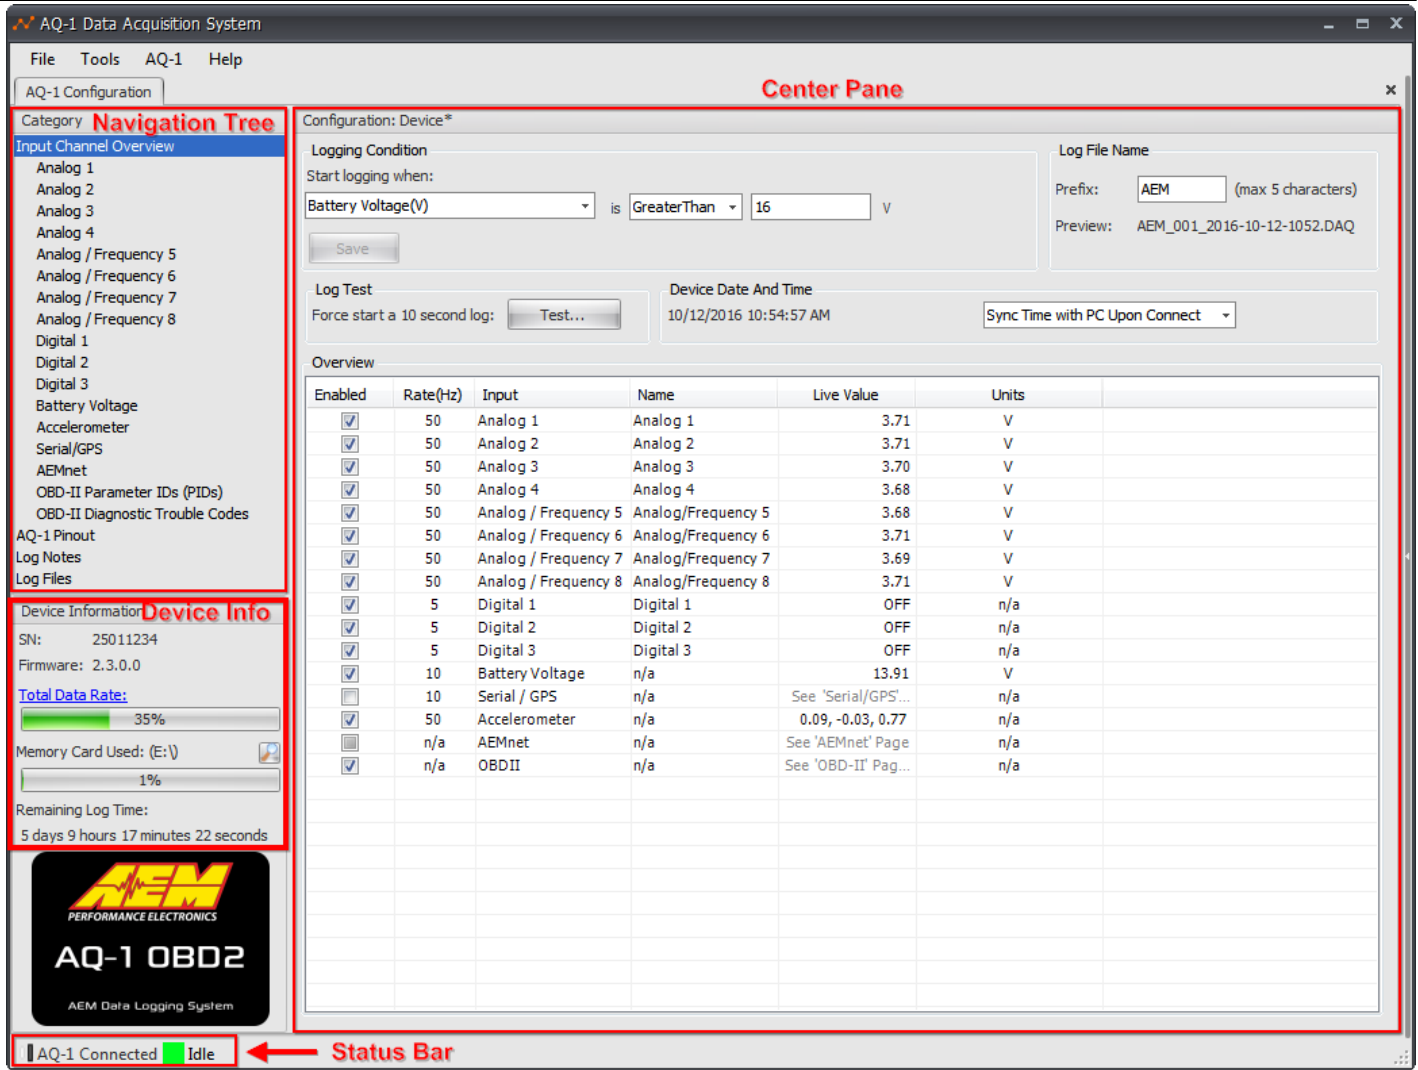 AQ-1 Data Acquisition System
File Tools AQ-1 Help
AQ-1 Configuration
Center Pane
Category Navigation Tree
Input Channel Overview
Analog 1
Analog 2
Analog 3
Analog 4
Analog / Frequency 5
Analog / Frequency 6
Analog / Frequency 7
Analog / Frequency 8
Digital 1
Digital 2
Digital 3
Battery Voltage
Accelerometer
Serial/GPS
AEMnet
OBD-II Parameter IDs (PIDs)
OBD-II Diagnostic Trouble Codes
AQ-1 Pinout
Log Notes
Log Files
Device Information Device Info
SN: 25011234
Firmware: 2.3.0.0
Total Data Rate:
35%
Memory Card Used: (E:\)
1%
Remaining Log Time:
5 days 9 hours 17 minutes 22 seconds
AEM
PERFORMANCE ELECTRONICS
AQ-1 OBD2
AEM Data Logging System
Configuration: Device*
Logging Condition
Start logging when:
Battery Voltage(V) is GreaterThan 16 V
Save
Log File Name
Prefix: AEM (max 5 characters)
Preview: AEM_001_2016-10-12-1052.DAQ
Log Test
Force start a 10 second log: Test...
Device Date And Time
10/12/2016 10:54:57 AM Sync Time with PC Upon Connect
Overview
Enabled Rate(Hz) Input Name Live Value Units
50 Analog 1 Analog 1 3.71 V
50 Analog 2 Analog 2 3.71 V
50 Analog 3 Analog 3 3.70 V
50 Analog 4 Analog 4 3.68 V
50 Analog / Frequency 5 Analog/Frequency 5 3.68 V
50 Analog / Frequency 6 Analog/Frequency 6 3.71 V
50 Analog / Frequency 7 Analog/Frequency 7 3.69 V
50 Analog / Frequency 8 Analog/Frequency 8 3.71 V
5 Digital 1 Digital 1 OFF n/a
5 Digital 2 Digital 2 OFF n/a
5 Digital 3 Digital 3 OFF n/a
10 Battery Voltage n/a 13.91 V
10 Serial / GPS n/a See 'Serial/GPS'... n/a
50 Accelerometer n/a 0.09, -0.03, 0.77 n/a
n/a AEMnet n/a See 'AEMnet' Page n/a
n/a OBDII n/a See 'OBD-II' Pag... n/a
AQ-1 Connected Idle
Status Bar